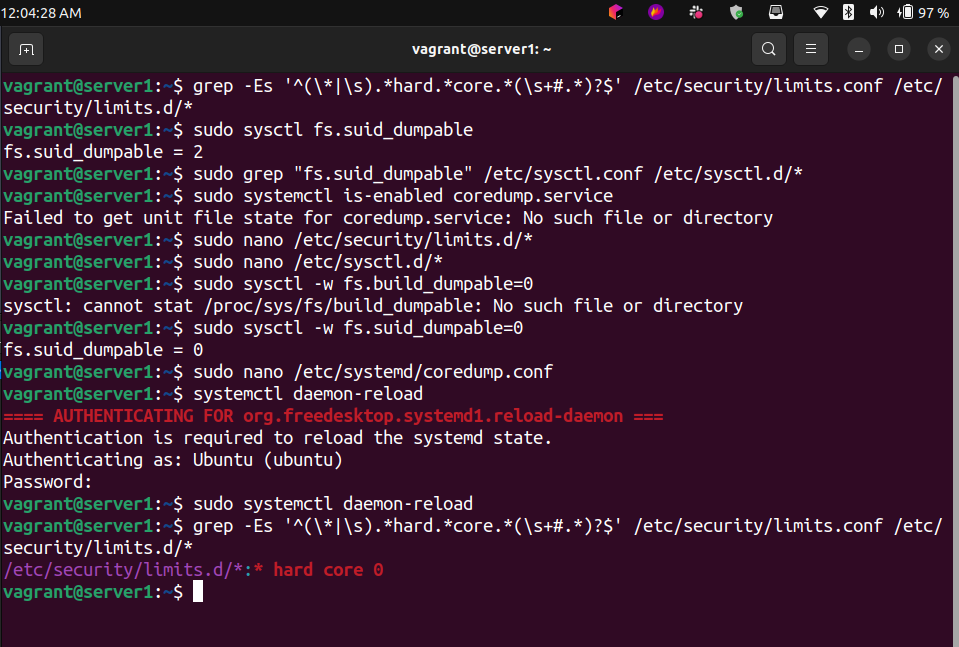 12:04:28 AM
97 %
vagrant@server1: ~
vagrant@server1:~$ grep -Es '^(\*|\s).*hard.*core.*(\s+#.*)?$' /etc/security/limits.conf /etc/
security/limits.d/*
vagrant@server1:~$ sudo sysctl fs.suid_dumpable
fs.suid_dumpable = 2
vagrant@server1:~$ sudo grep "fs.suid_dumpable" /etc/sysctl.conf /etc/sysctl.d/*
vagrant@server1:~$ sudo systemctl is-enabled coredump.service
Failed to get unit file state for coredump.service: No such file or directory
vagrant@server1:~$ sudo nano /etc/security/limits.d/*
vagrant@server1:~$ sudo nano /etc/sysctl.d/*
vagrant@server1:~$ sudo sysctl -w fs.build_dumpable=0
sysctl: cannot stat /proc/sys/fs/build_dumpable: No such file or directory
vagrant@server1:~$ sudo sysctl -w fs.suid_dumpable=0
fs.suid_dumpable = 0
vagrant@server1:~$ sudo nano /etc/systemd/coredump.conf
vagrant@server1:~$ systemctl daemon-reload
==== AUTHENTICATING FOR org.freedesktop.systemd1.reload-daemon ===
Authentication is required to reload the systemd state.
Authenticating as: Ubuntu (ubuntu)
Password:
vagrant@server1:~$ sudo systemctl daemon-reload
vagrant@server1:~$ grep -Es '^(\*|\s).*hard.*core.*(\s+#.*)?$' /etc/security/limits.conf /etc/
security/limits.d/*
/etc/security/limits.d/*:* hard core 0
vagrant@server1:~$